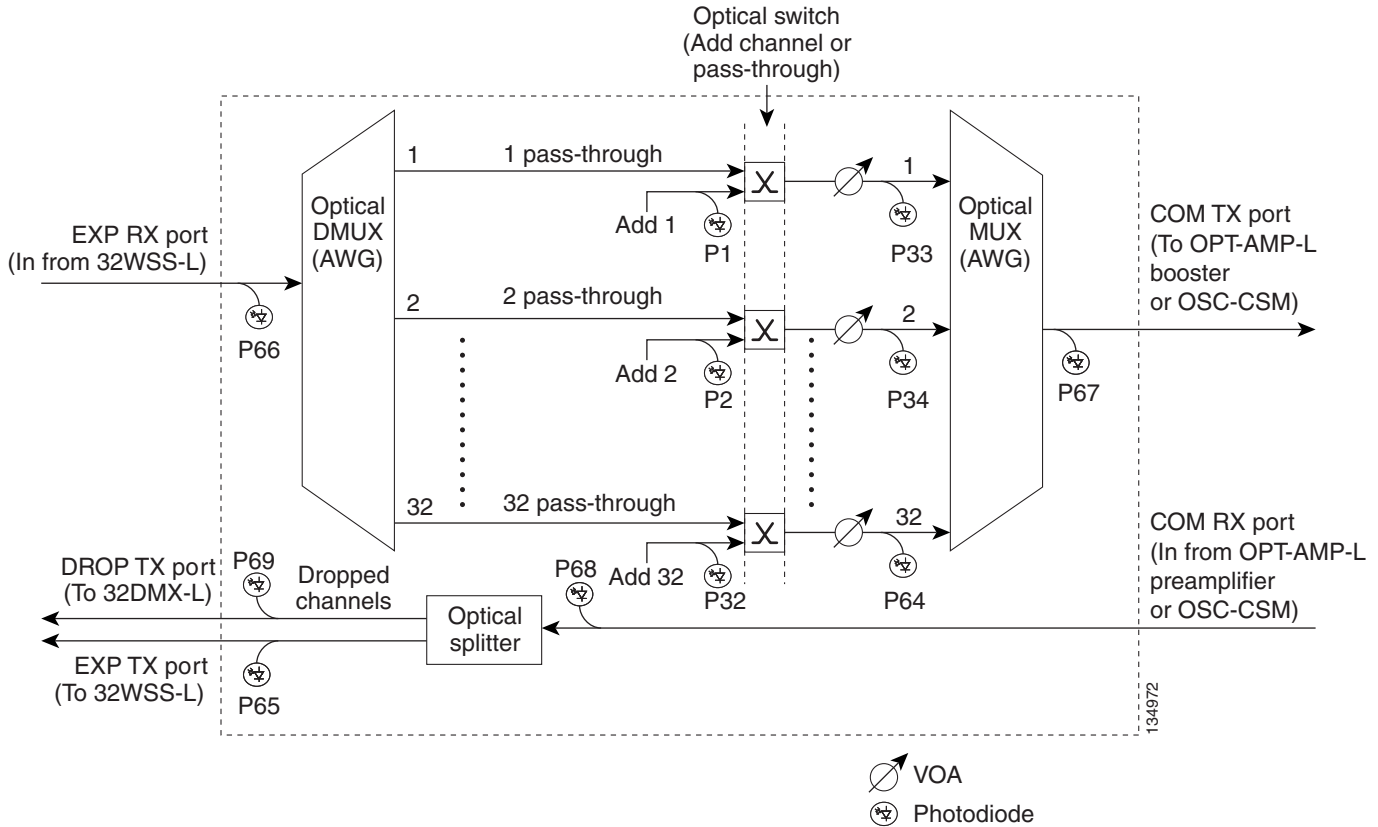 Optical switch
(Add channel or
pass-through)
1
1 pass-through
Add 1
P1
1
P33
Optical
DMUX
(AWG)
Optical
MUX
(AWG)
EXP RX port
(In from 32WSS-L)
P66
2
2 pass-through
Add 2
P2
2
P34
COM TX port
(To OPT-AMP-L
booster
or OSC-CSM)
P67
32
32 pass-through
Add 32
P32
32
P64
COM RX port
(In from OPT-AMP-L
preamplifier
or OSC-CSM)
DROP TX port
(To 32DMX-L)
P69
Dropped
channels
P68
Optical
splitter
EXP TX port
(To 32WSS-L)
P65
134972
VOA
Photodiode